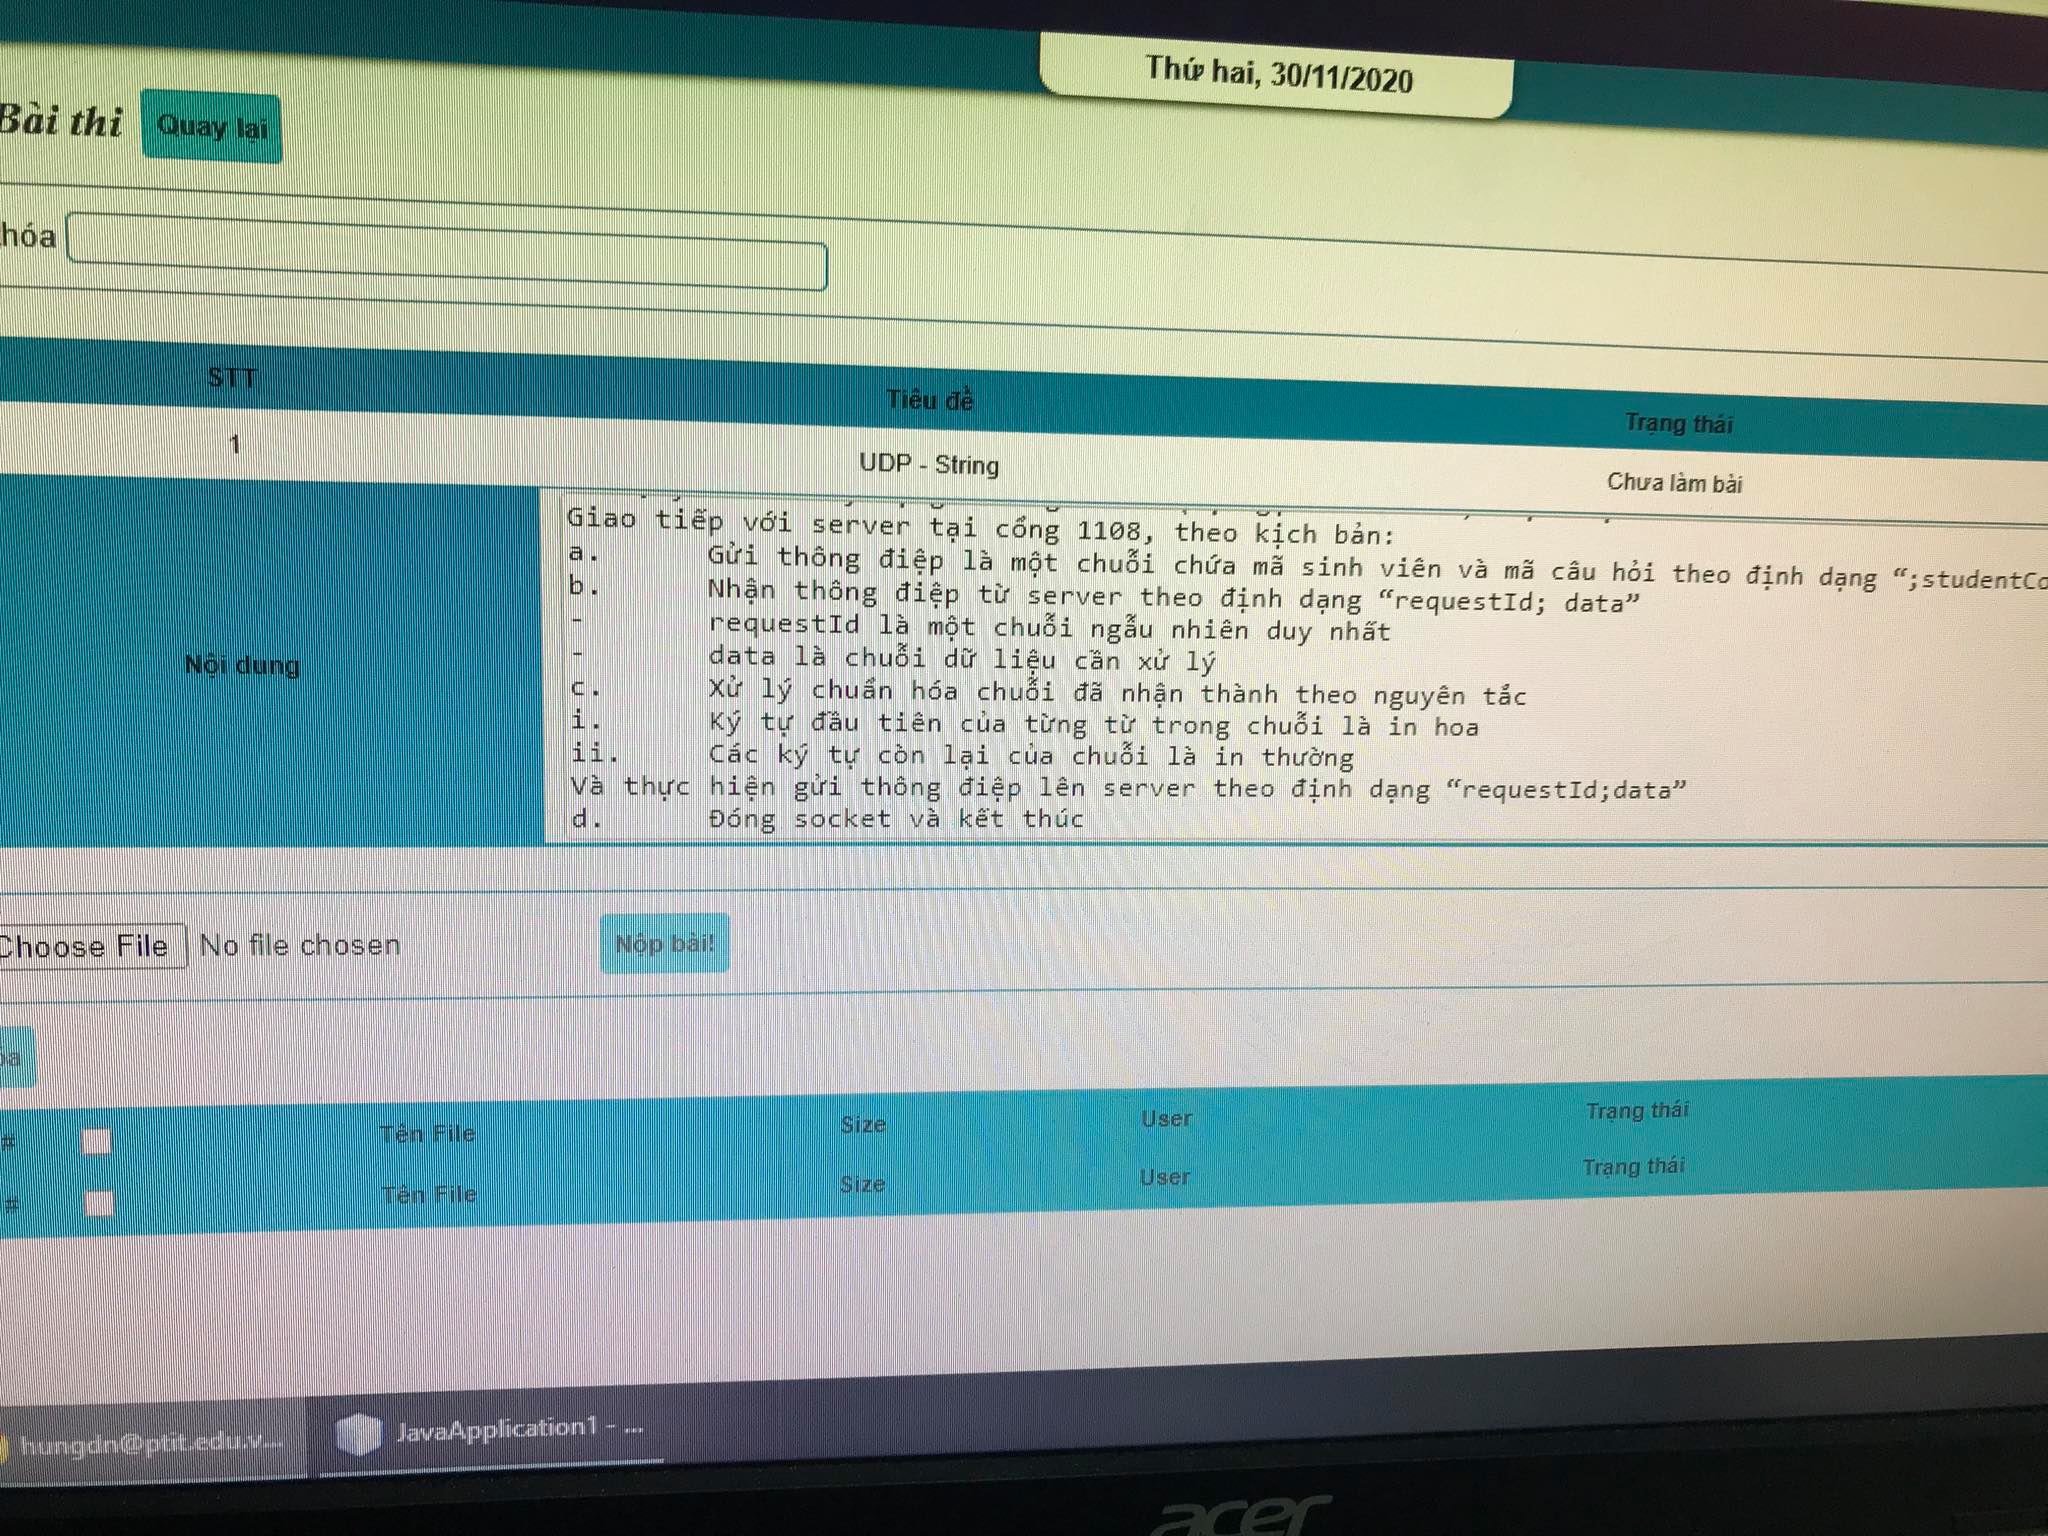 Thứ hai, 30/11/2020
Bài thi
Quay lại
hóa
STT
Tiêu đề
Trạng thái
1
UDP - String
Chưa làm bài
Nội dung
Giao tiếp với server tại cổng 1108, theo kịch bản:
a. Gửi thông điệp là một chuỗi chứa mã sinh viên và mã câu hỏi theo định dạng “;studentCo
b. Nhận thông điệp từ server theo định dạng “requestId; data”
- requestId là một chuỗi ngẫu nhiên duy nhất
- data là chuỗi dữ liệu cần xử lý
c. Xử lý chuẩn hóa chuỗi đã nhận thành theo nguyên tắc
i. Ký tự đầu tiên của từng từ trong chuỗi là in hoa
ii. Các ký tự còn lại của chuỗi là in thường
Và thực hiện gửi thông điệp lên server theo định dạng “requestId;data”
d. Đóng socket và kết thúc
Choose File No file chosen
Nộp bài!
# Tên File Size User Trạng thái
# Tên File Size User Trạng thái
hungdn@ptit.edu.v...
JavaApplication1 - ...
acer